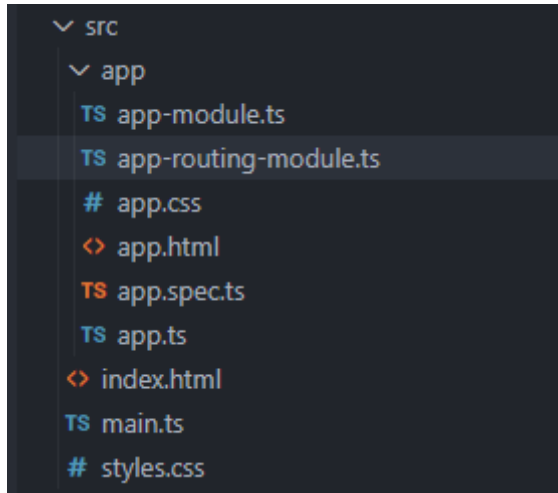 src
app
TS app-module.ts
TS app-routing-module.ts
# app.css
<> app.html
TS app.spec.ts
TS app.ts
<> index.html
TS main.ts
# styles.css